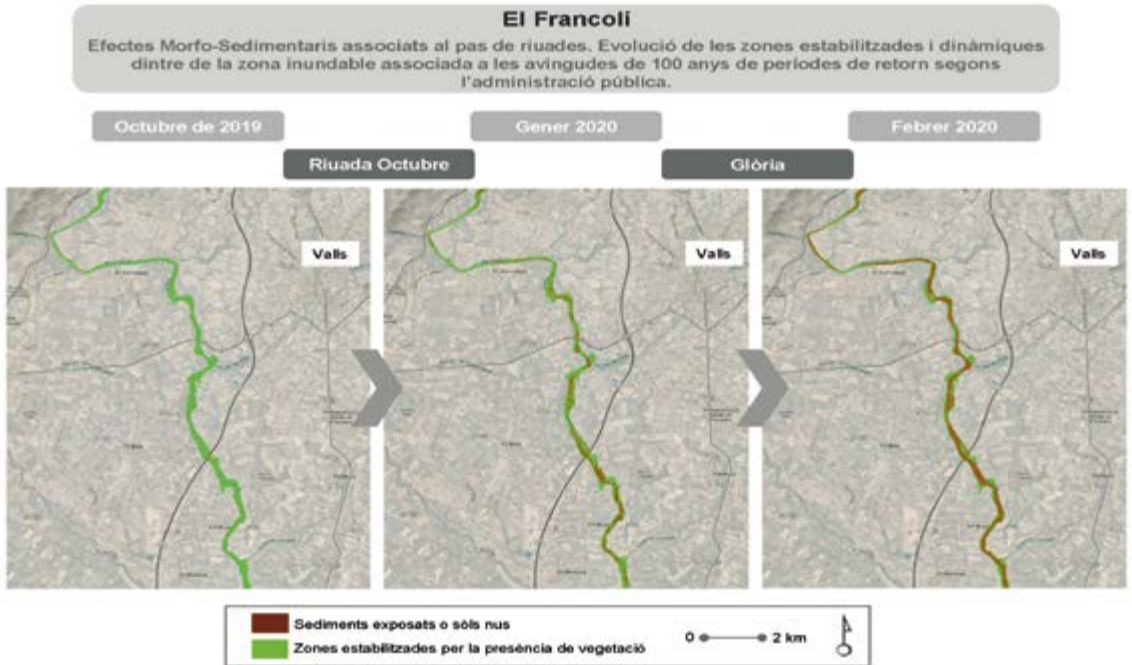 El Francolí
Efectes Morfo-Sedimentaris associats al pas de riuades. Evolució de les zones estabilitzades i dinàmiques
dintre de la zona inundable associada a les avingudes de 100 anys de períodes de retorn segons
l'administració pública.
Octubre de 2019
Gener 2020
Febrer 2020
Riuada Octubre
Glòria
Valls
Valls
Valls
Sediments exposats o sòls nus
Zones estabilitzades per la presència de vegetació
0 2 km